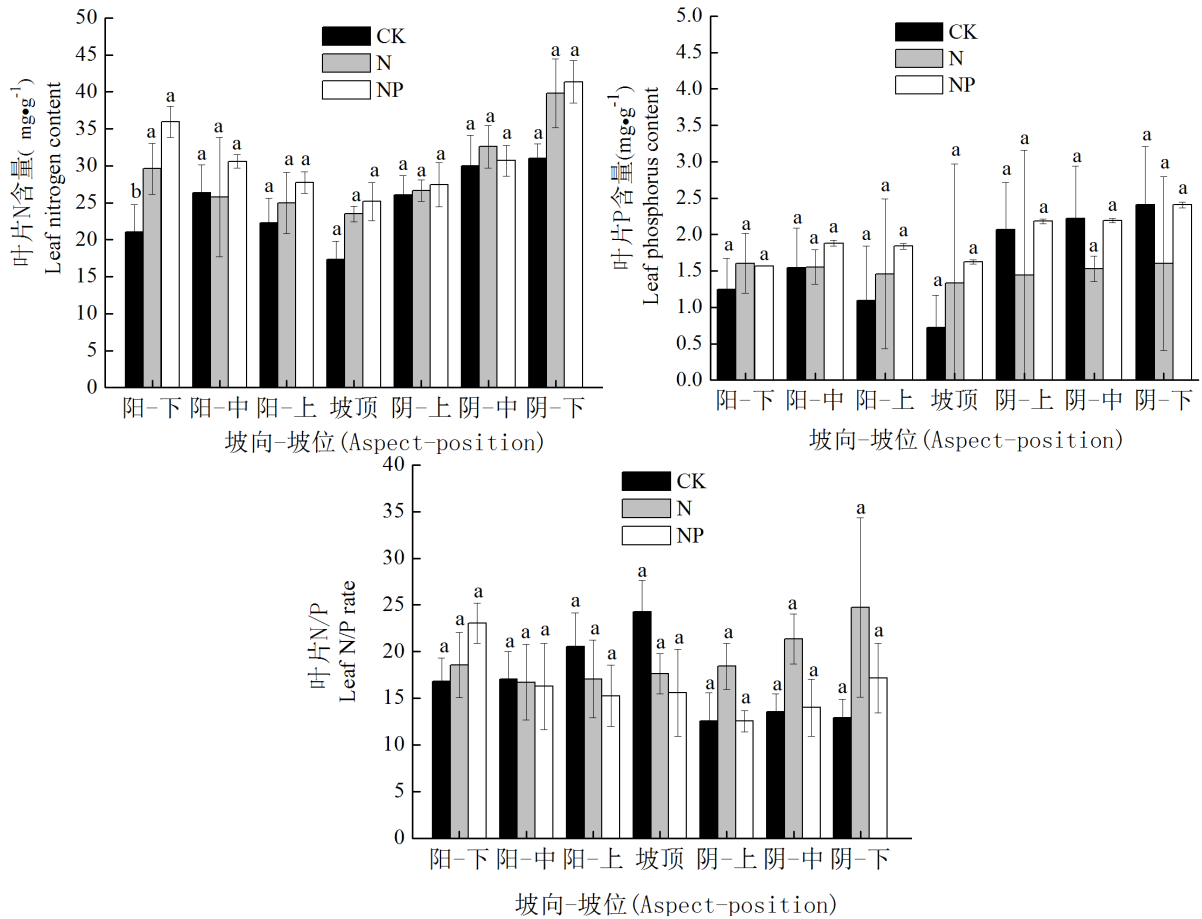 50
45
40
35
30
25
20
15
10
5
0
叶片N含量( mg•g-1)
Leaf nitrogen content
CK
N
NP
b a a
a a a
a a a
a a a
a a a
a a a
a a a
阳-下 阳-中 阳-上 坡顶 阴-上 阴-中 阴-下
坡向-坡位(Aspect-position)
5.0
4.5
4.0
3.5
3.0
2.5
2.0
1.5
1.0
0.5
0.0
叶片P含量(mg•g-1)
Leaf phosphorus content
CK
N
NP
a a a
a a a
a a a
a a a
a a a
a a a
a a a
阳-下 阳-中 阳-上 坡顶 阴-上 阴-中 阴-下
坡向-坡位(Aspect-position)
40
35
30
25
20
15
10
5
0
叶片N/P
Leaf N/P rate
CK
N
NP
a a a
a a a
a a a
a a a
a a a
a a a
a a a
阳-下 阳-中 阳-上 坡顶 阴-上 阴-中 阴-下
坡向-坡位(Aspect-position)